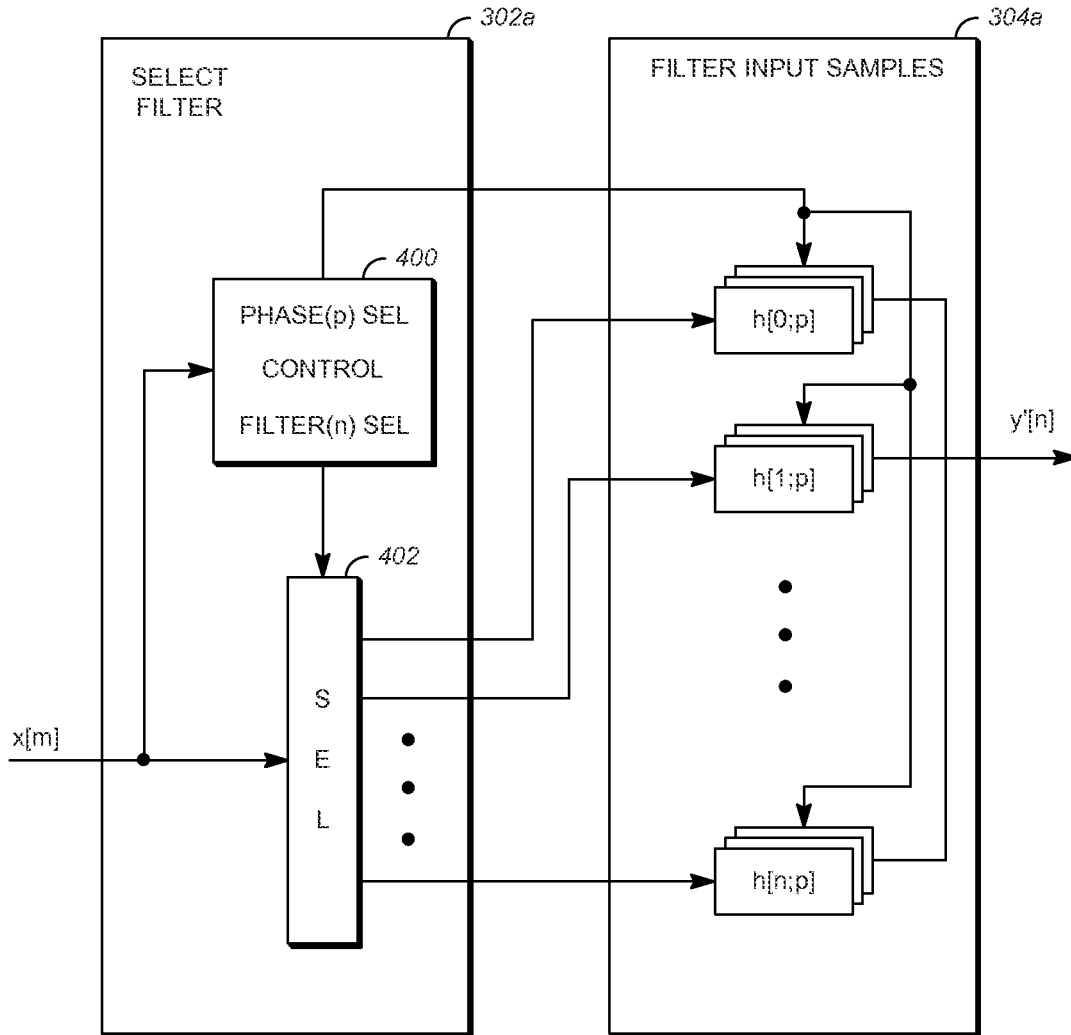 302a
304a
SELECT
FILTER
FILTER INPUT SAMPLES
400
PHASE(p) SEL
CONTROL
FILTER(n) SEL
h[0;p]
h[1;p]
y'[n]
402
S
E
L
x[m]
h[n;p]